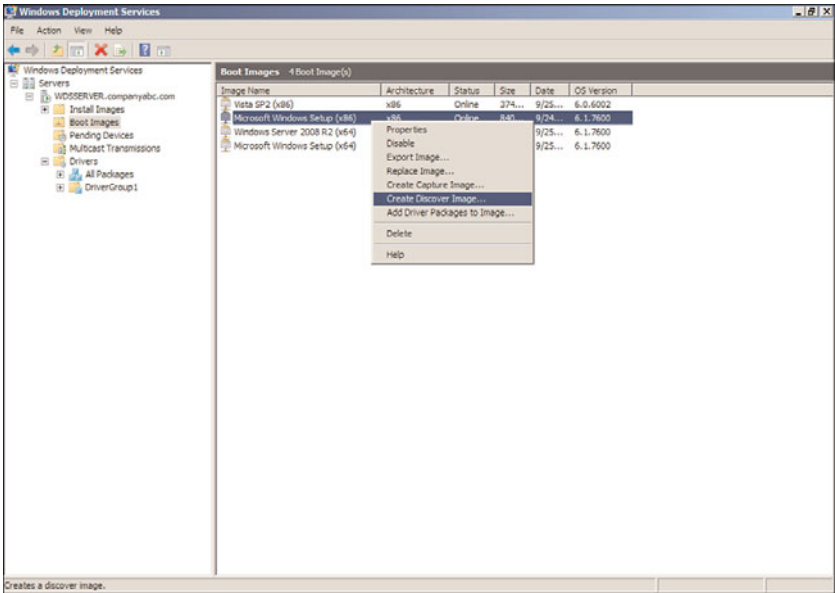 Windows Deployment Services
File Action View Help
Windows Deployment Services
Servers
WDSSERVER.companyabc.com
Install Images
Boot Images
Pending Devices
Multicast Transmissions
Drivers
All Packages
DriverGroup1
Boot Images 4 Boot Image(s)
Image Name Architecture Status Size Date OS Version
Vista SP2 (x86) x86 Online 374... 9/25... 6.0.6002
Microsoft Windows Setup (x86) x86 Online 840... 9/24... 6.1.7600
Windows Server 2008 R2 (x64) 9/25... 6.1.7600
Microsoft Windows Setup (x64) 9/25... 6.1.7600
Properties
Disable
Export Image...
Replace Image...
Create Capture Image...
Create Discover Image...
Add Driver Packages to Image...
Delete
Help
Creates a discover image.